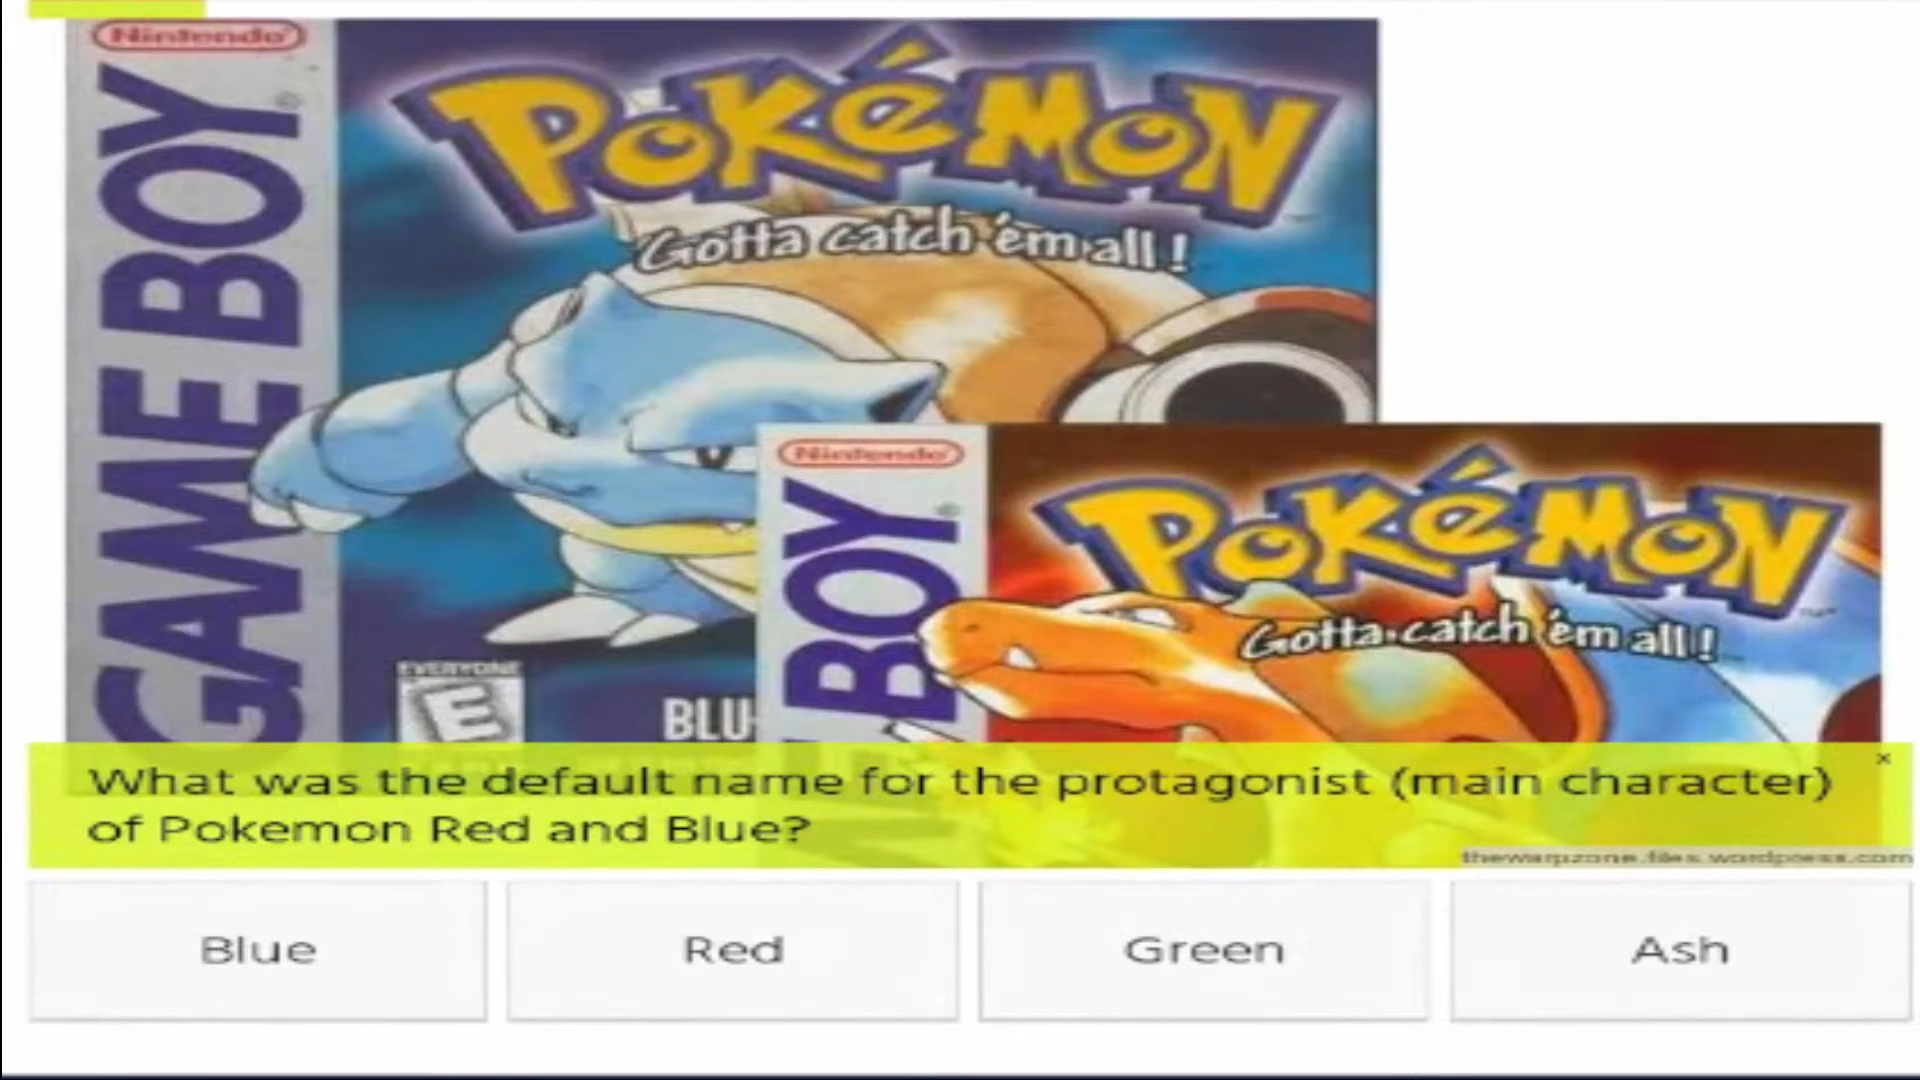 Nintendo
GAME BOY
POKéMON
Gotta catch 'em all!
EVERYONE
E
BLU
Nintendo
BOY
POKéMON
Gotta catch 'em all!
What was the default name for the protagonist (main character)
of Pokemon Red and Blue?
x
thewarpzone.files.wordpress.com
Blue
Red
Green
Ash